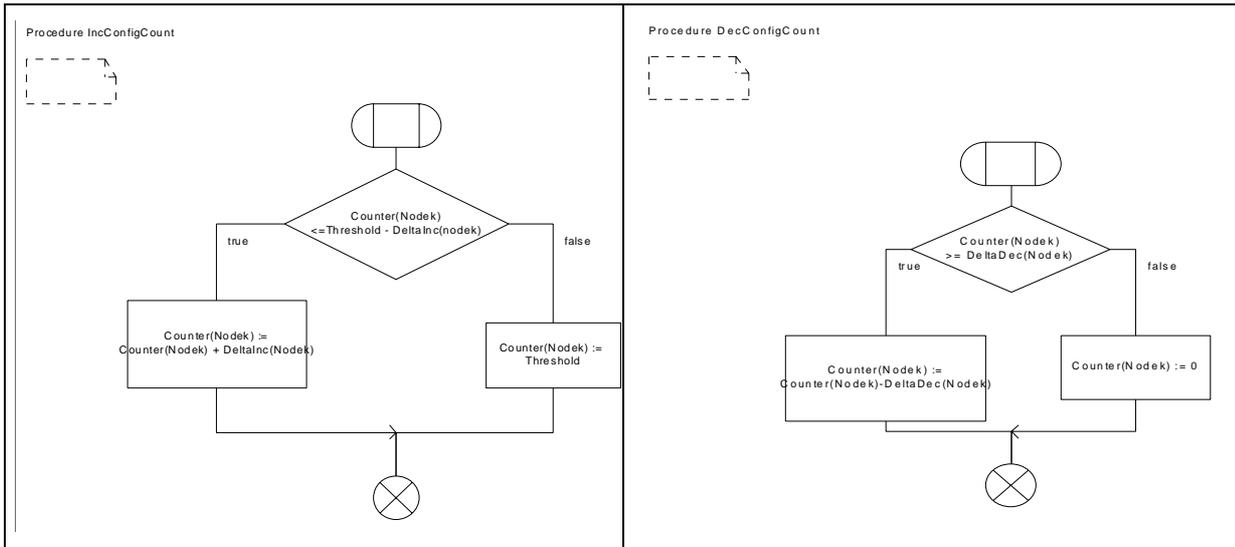 Procedure IncConfigCount
Counter(Nodek)
<=Threshold - DeltaInc(nodek)
true
false
Counter(Nodek) :=
Counter(Nodek) + DeltaInc(Nodek)
Counter(Nodek) :=
Threshold
Procedure DecConfigCount
Counter(Nodek)
>= DeltaDec(Nodek)
true
false
Counter(Nodek) :=
Counter(Nodek)-DeltaDec(Nodek)
Counter(Nodek) := 0